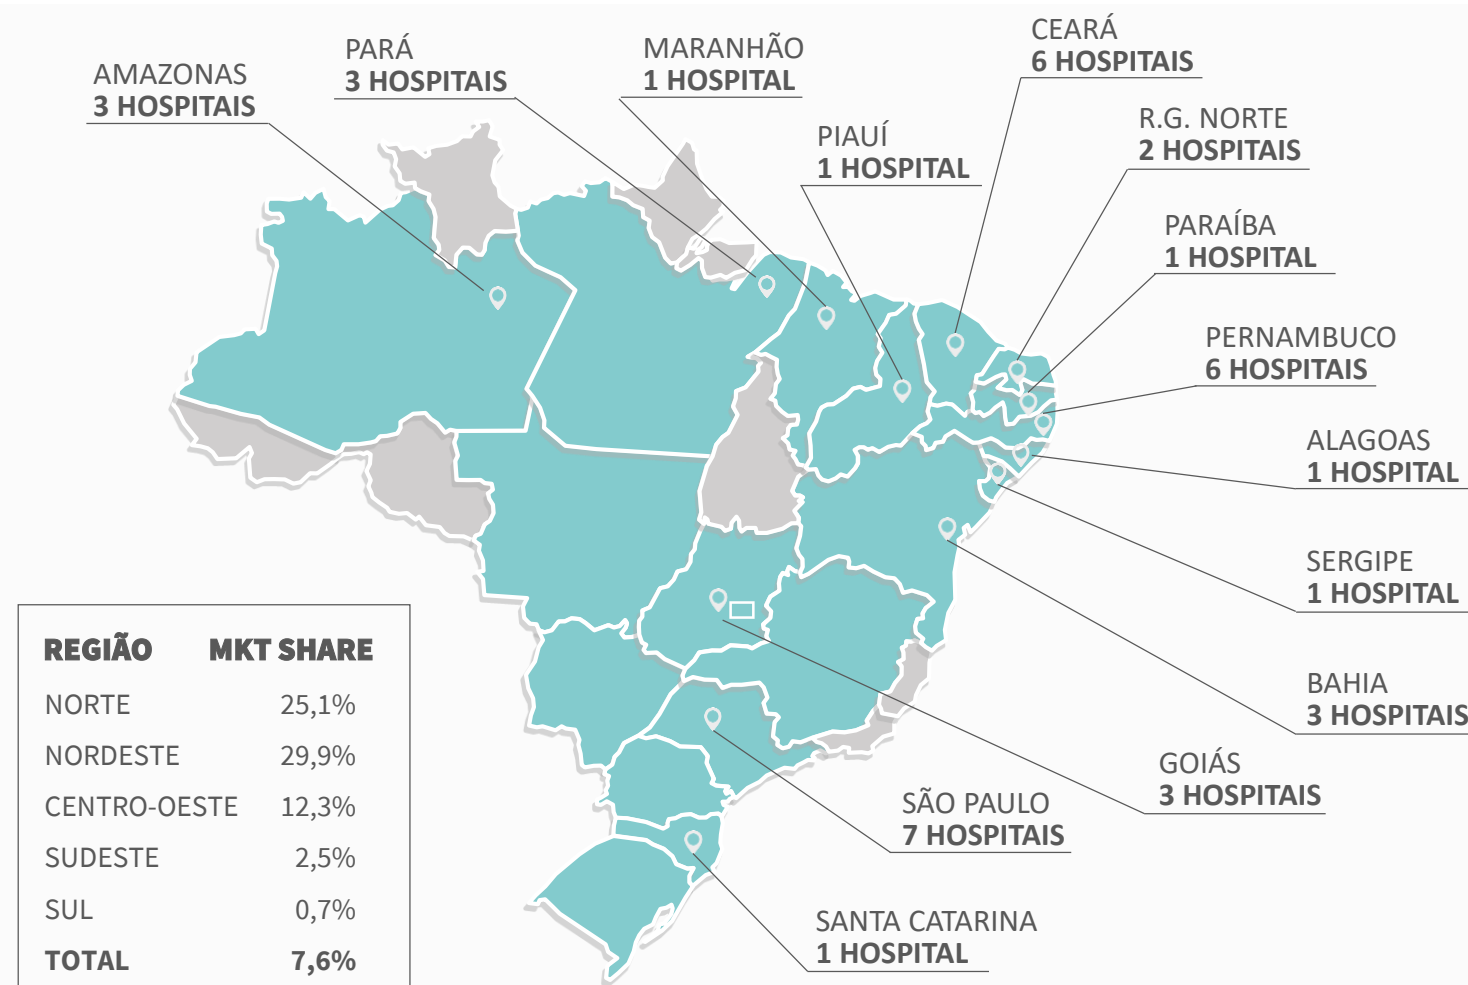 AMAZONAS
3 HOSPITAIS
PARÁ
3 HOSPITAIS
MARANHÃO
1 HOSPITAL
PIAUÍ
1 HOSPITAL
CEARÁ
6 HOSPITAIS
R.G. NORTE
2 HOSPITAIS
PARAÍBA
1 HOSPITAL
PERNAMBUCO
6 HOSPITAIS
ALAGOAS
1 HOSPITAL
SERGIPE
1 HOSPITAL
BAHIA
3 HOSPITAIS
GOIÁS
3 HOSPITAIS
SÃO PAULO
7 HOSPITAIS
SANTA CATARINA
1 HOSPITAL
REGIÃO MKT SHARE
NORTE 25,1%
NORDESTE 29,9%
CENTRO-OESTE 12,3%
SUDESTE 2,5%
SUL 0,7%
TOTAL 7,6%